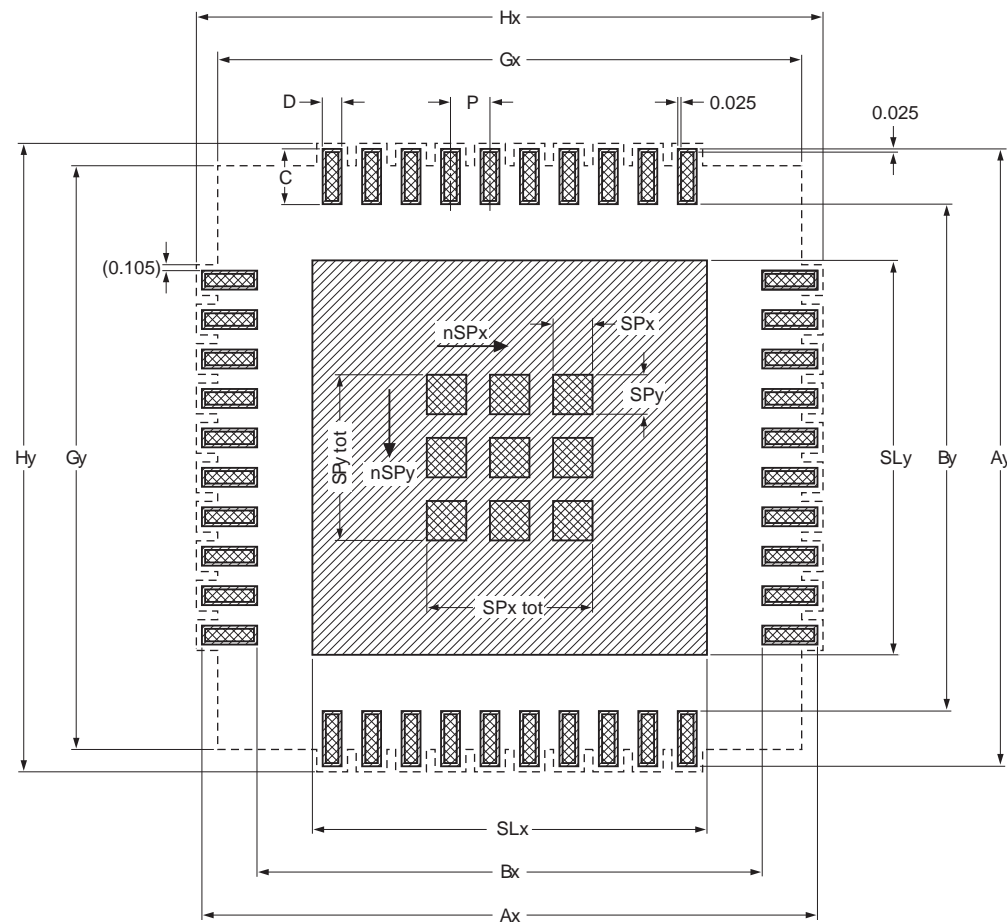 Hx
Gx
D
P
0.025
0.025
C
(0.105)
nSPx
SPx
SPy
SPy tot
nSPy
Hy
Gy
SLy
By
Ay
SPx tot
SLx
Bx
Ax